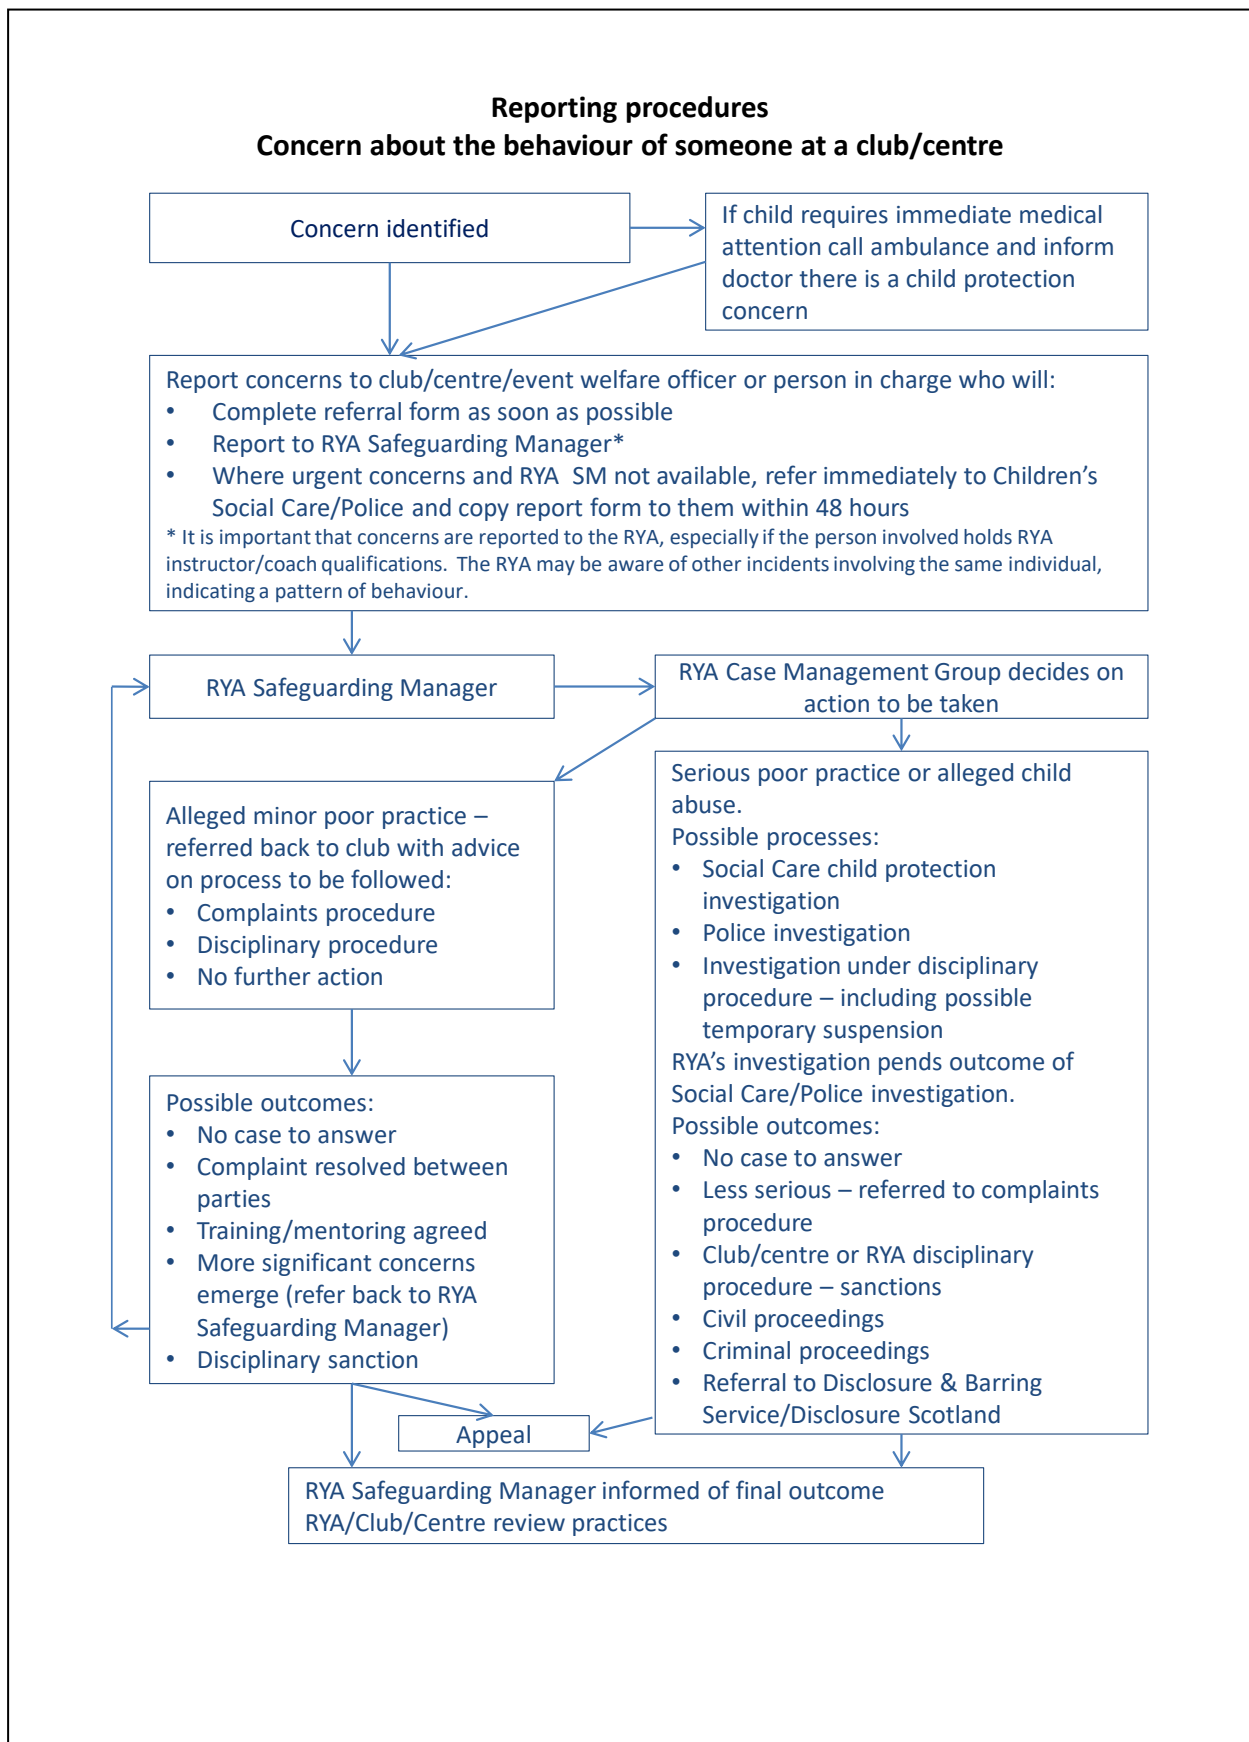 Reporting procedures
Concern about the behaviour of someone at a club/centre
Concern identified
If child requires immediate medical
attention call ambulance and inform
doctor there is a child protection
concern
Report concerns to club/centre/event welfare officer or person in charge who will:
• Complete referral form as soon as possible
• Report to RYA Safeguarding Manager*
• Where urgent concerns and RYA SM not available, refer immediately to Children's
Social Care/Police and copy report form to them within 48 hours
* It is important that concerns are reported to the RYA, especially if the person involved holds RYA
instructor/coach qualifications. The RYA may be aware of other incidents involving the same individual,
indicating a pattern of behaviour.
RYA Safeguarding Manager
RYA Case Management Group decides on
action to be taken
Alleged minor poor practice –
referred back to club with advice
on process to be followed:
• Complaints procedure
• Disciplinary procedure
• No further action
Serious poor practice or alleged child
abuse.
Possible processes:
• Social Care child protection
investigation
• Police investigation
• Investigation under disciplinary
procedure – including possible
temporary suspension
RYA's investigation pends outcome of
Social Care/Police investigation.
Possible outcomes:
• No case to answer
• Less serious – referred to complaints
procedure
• Club/centre or RYA disciplinary
procedure – sanctions
• Civil proceedings
• Criminal proceedings
• Referral to Disclosure & Barring
Service/Disclosure Scotland
Possible outcomes:
• No case to answer
• Complaint resolved between
parties
• Training/mentoring agreed
• More significant concerns
emerge (refer back to RYA
Safeguarding Manager)
• Disciplinary sanction
Appeal
RYA Safeguarding Manager informed of final outcome
RYA/Club/Centre review practices